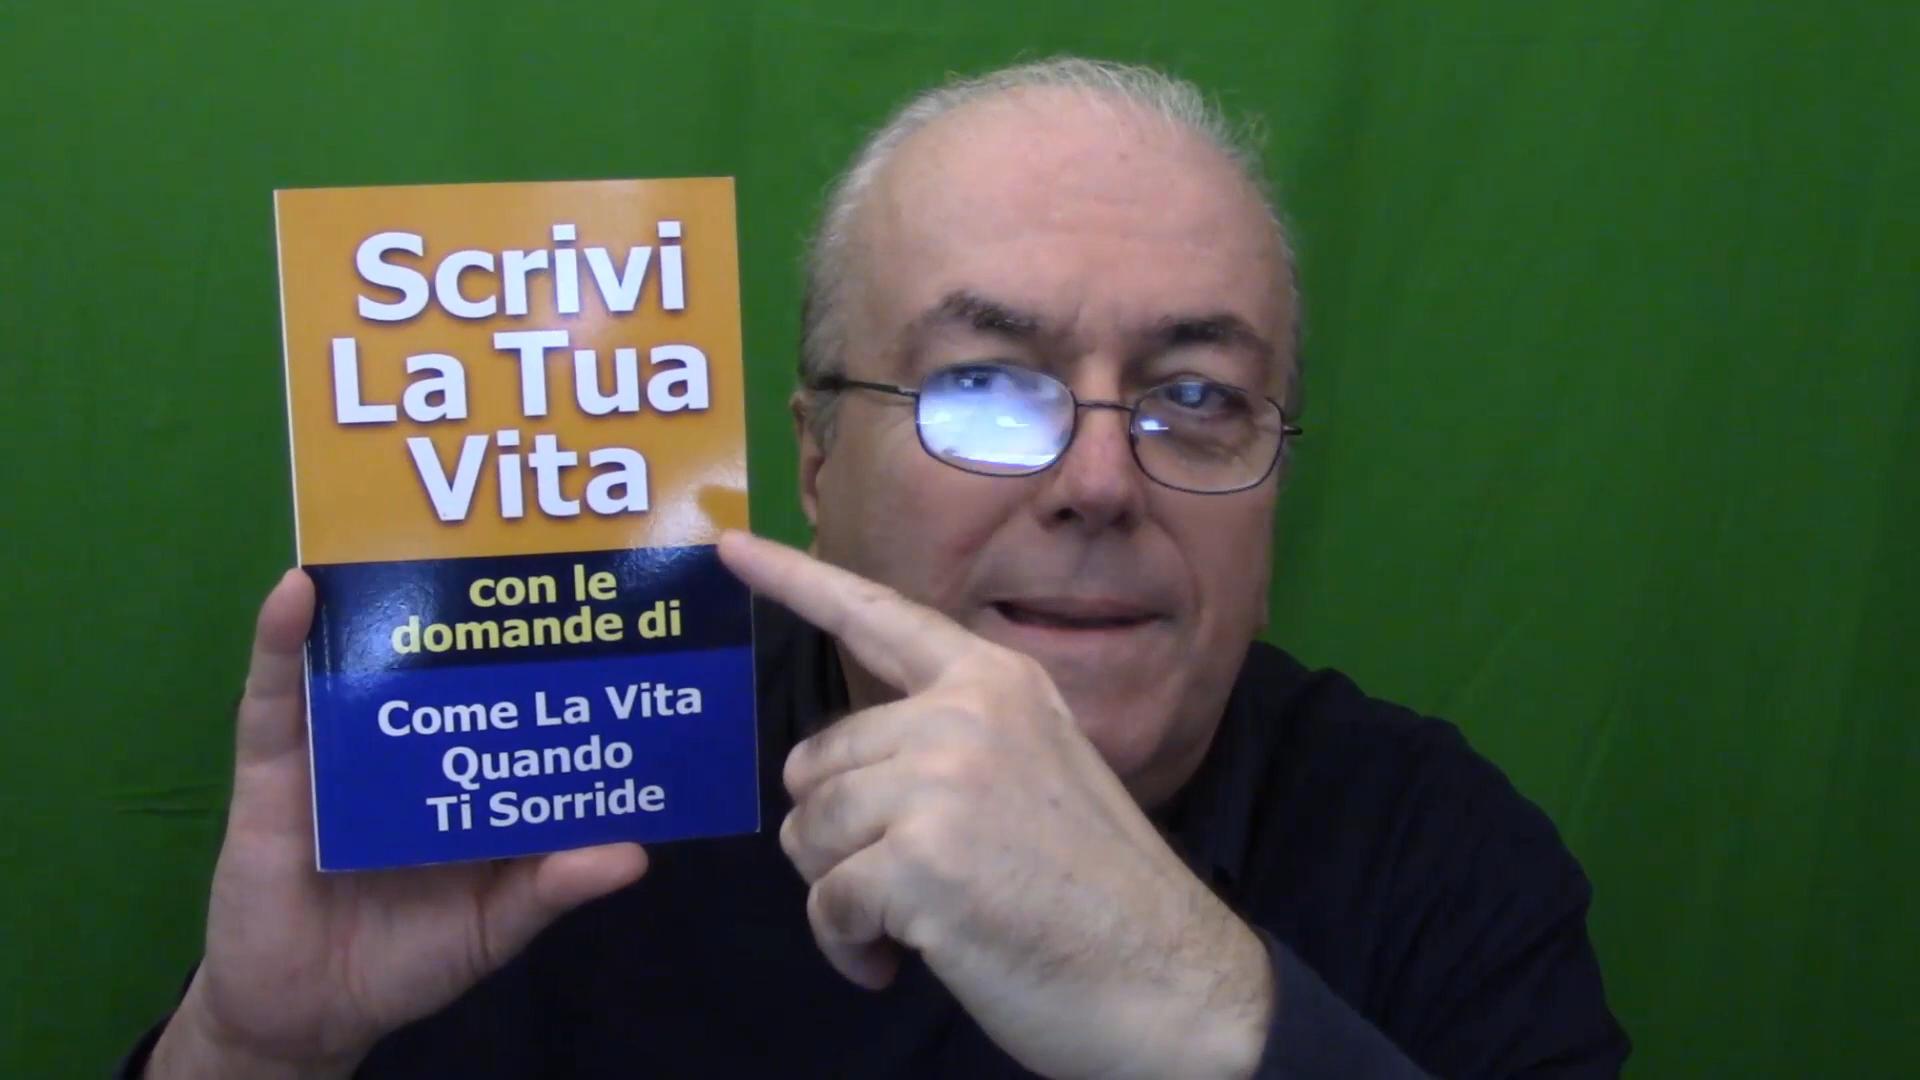 Scrivi
La Tua
Vita
con le
domande di
Come La Vita
Quando
Ti Sorride